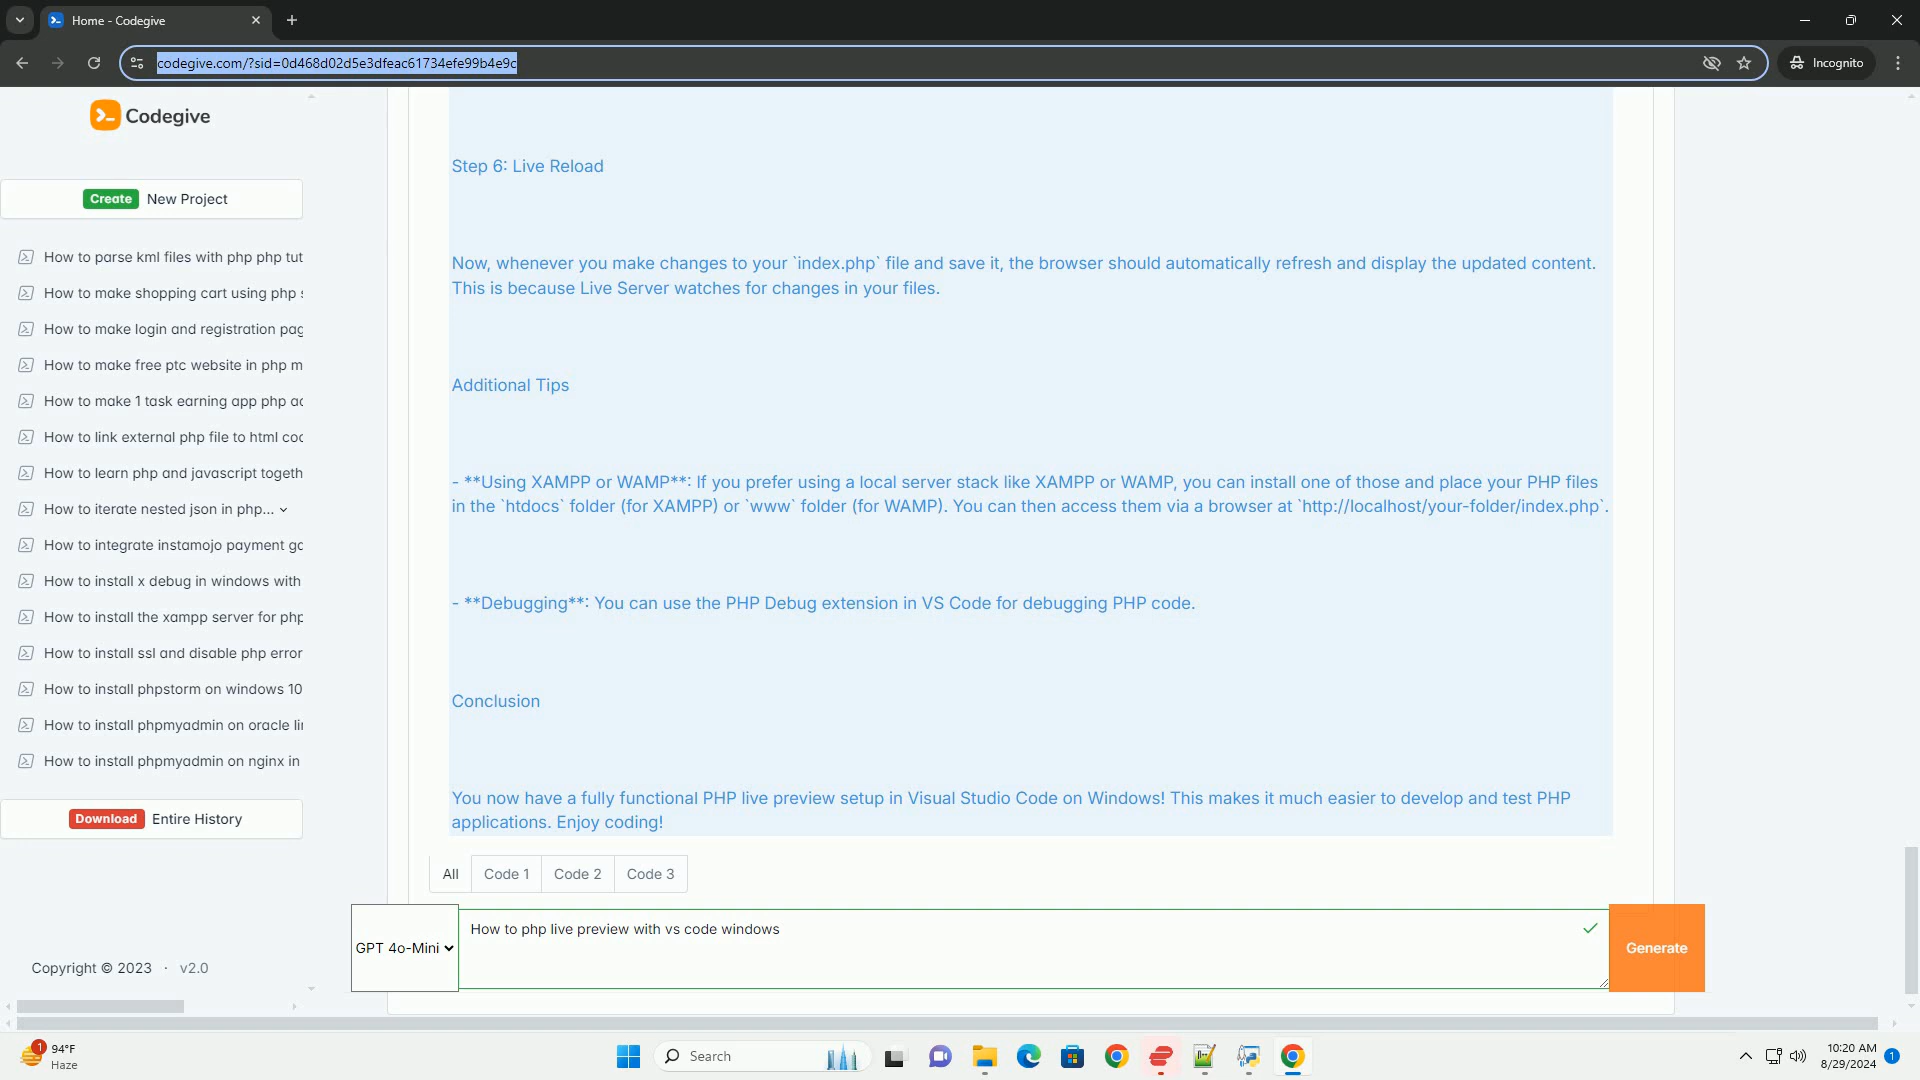 Home - Codegive
codegive.com/?sid=0d468d02d5e3dfeac61734efe99b4e9c
Incognito
Codegive
Create New Project
How to parse kml files with php php tut
How to make shopping cart using php s
How to make login and registration pag
How to make free ptc website in php m
How to make 1 task earning app php ac
How to link external php file to html coc
How to learn php and javascript togeth
How to iterate nested json in php...
How to integrate instamojo payment ga
How to install x debug in windows with
How to install the xampp server for php
How to install ssl and disable php error
How to install phpstorm on windows 10
How to install phpmyadmin on oracle lin
How to install phpmyadmin on nginx in
Download Entire History
Copyright © 2023 · v2.0
Step 6: Live Reload
Now, whenever you make changes to your `index.php` file and save it, the browser should automatically refresh and display the updated content.
This is because Live Server watches for changes in your files.
Additional Tips
- **Using XAMPP or WAMP**: If you prefer using a local server stack like XAMPP or WAMP, you can install one of those and place your PHP files
in the `htdocs` folder (for XAMPP) or `www` folder (for WAMP). You can then access them via a browser at `http://localhost/your-folder/index.php`.
- **Debugging**: You can use the PHP Debug extension in VS Code for debugging PHP code.
Conclusion
You now have a fully functional PHP live preview setup in Visual Studio Code on Windows! This makes it much easier to develop and test PHP
applications. Enjoy coding!
All Code 1 Code 2 Code 3
GPT 4o-Mini
How to php live preview with vs code windows
Generate
1
94°F
Haze
Search
10:20 AM
8/29/2024
1